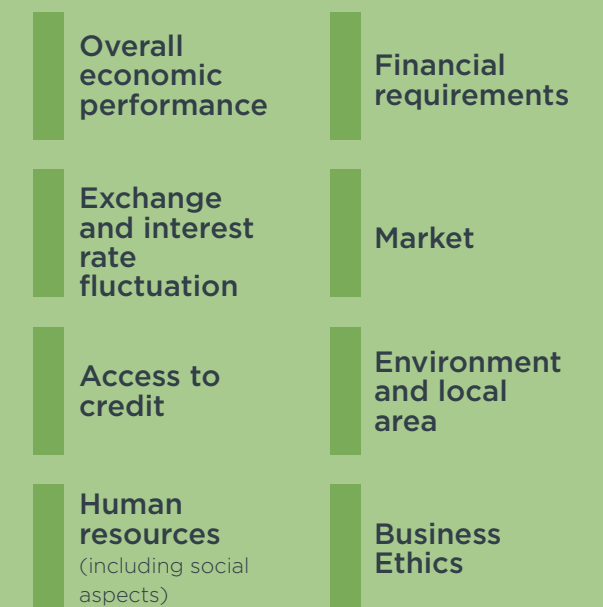 Overall
economic
performance
Financial
requirements
Exchange
and interest
rate
fluctuation
Market
Access to
credit
Environment
and local
area
Human
resources
(including social
aspects)
Business
Ethics